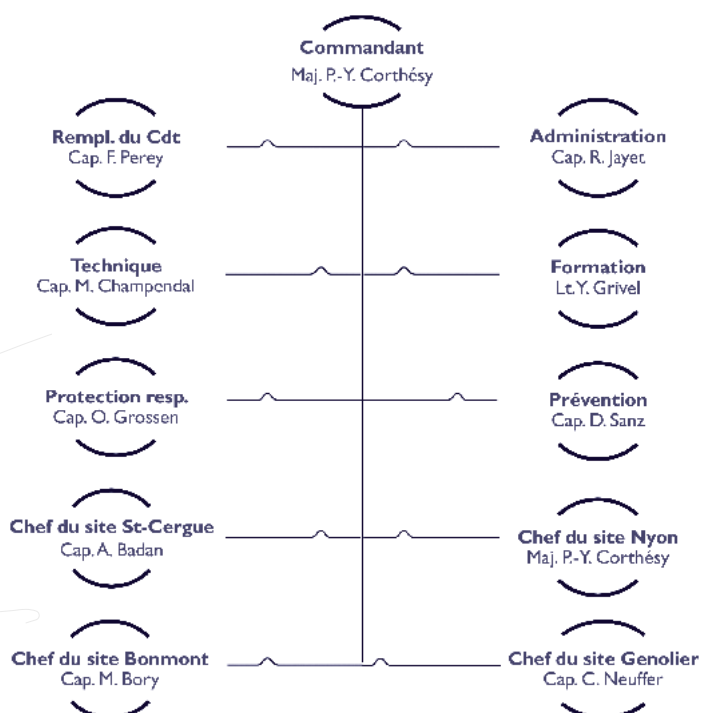 Commandant
Maj. P.-Y. Corthésy
Rempl. du Cdt
Cap. F. Perey
Administration
Cap. R. Jayet
Technique
Cap. M. Champendal
Formation
Lt. Y. Grivel
Protection resp.
Cap. O. Grossen
Prévention
Cap. D. Sanz
Chef du site St-Cergue
Cap. A. Badan
Chef du site Nyon
Maj. P.-Y. Corthésy
Chef du site Bonmont
Cap. M. Bory
Chef du site Genolier
Cap. C. Neuffer